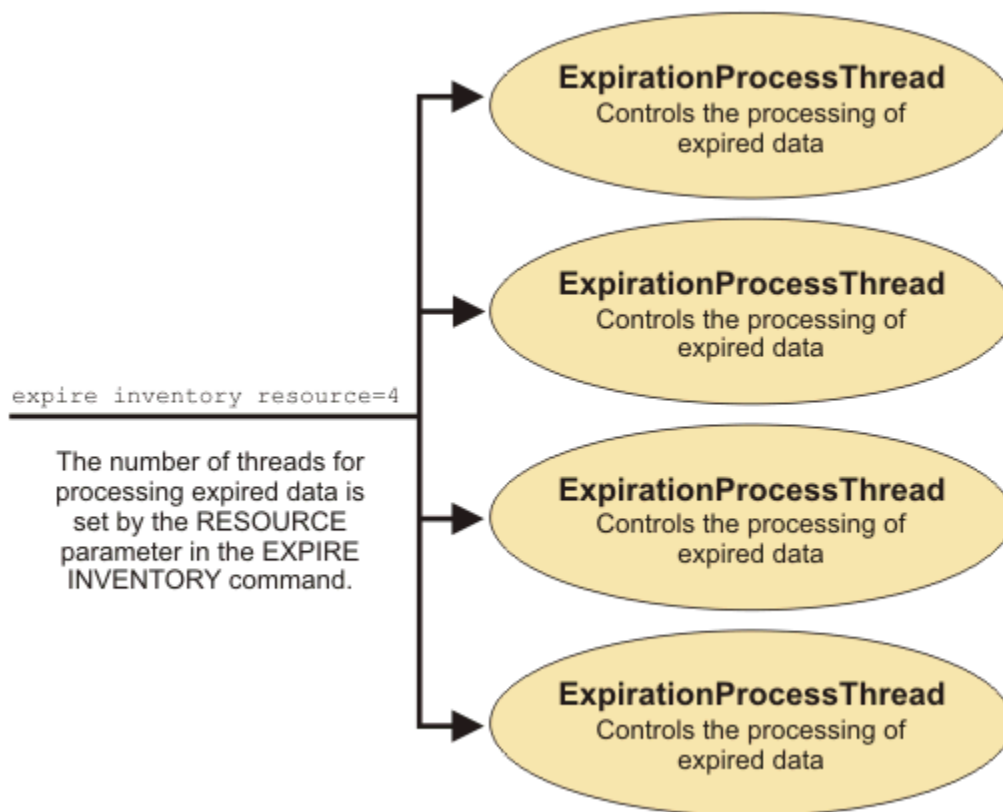 ExpirationProcessThread
Controls the processing of
expired data
ExpirationProcessThread
Controls the processing of
expired data
expire inventory resource=4
The number of threads for
processing expired data is
set by the RESOURCE
parameter in the EXPIRE
INVENTORY command.
ExpirationProcessThread
Controls the processing of
expired data
ExpirationProcessThread
Controls the processing of
expired data